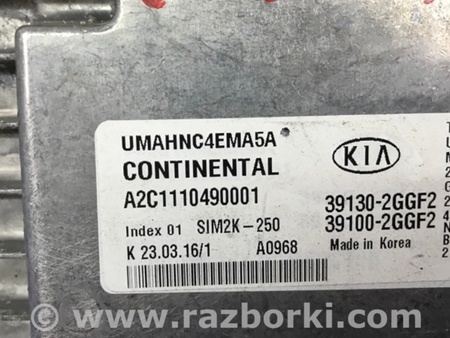 UMAHNC4EMA5A
CONTINENTAL
KIA
A2C1110490001
39130-2GGF2
Index 01 SIM2K-250
39100-2GGF2
K 23.03.16/1 A0968
Made in Korea
www.razborki.com